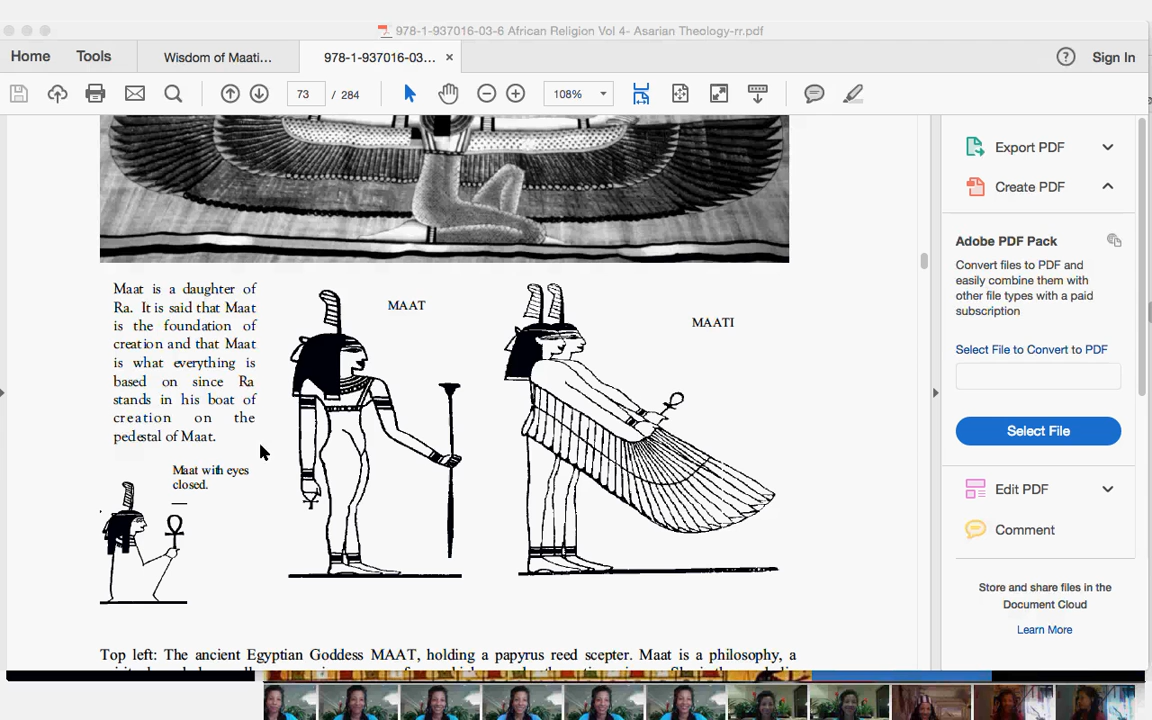 978-1-937016-03-6 African Religion Vol 4- Asarian Theology-rr.pdf
Home Tools Wisdom of Maati... 978-1-937016-03... × ? Sign In
73 / 284 108%
Export PDF
Create PDF
Adobe PDF Pack
Convert files to PDF and
easily combine them with
other file types with a paid
subscription
Select File to Convert to PDF
Select File
Edit PDF
Comment
Store and share files in the
Document Cloud
Learn More
Maat is a daughter of
Ra. It is said that Maat
is the foundation of
creation and that Maat
is what everything is
based on since Ra
stands in his boat of
creation on the
pedestal of Maat.
Maat with eyes
closed.
MAAT
MAATI
Top left: The ancient Egyptian Goddess MAAT, holding a papyrus reed scepter. Maat is a philosophy, a